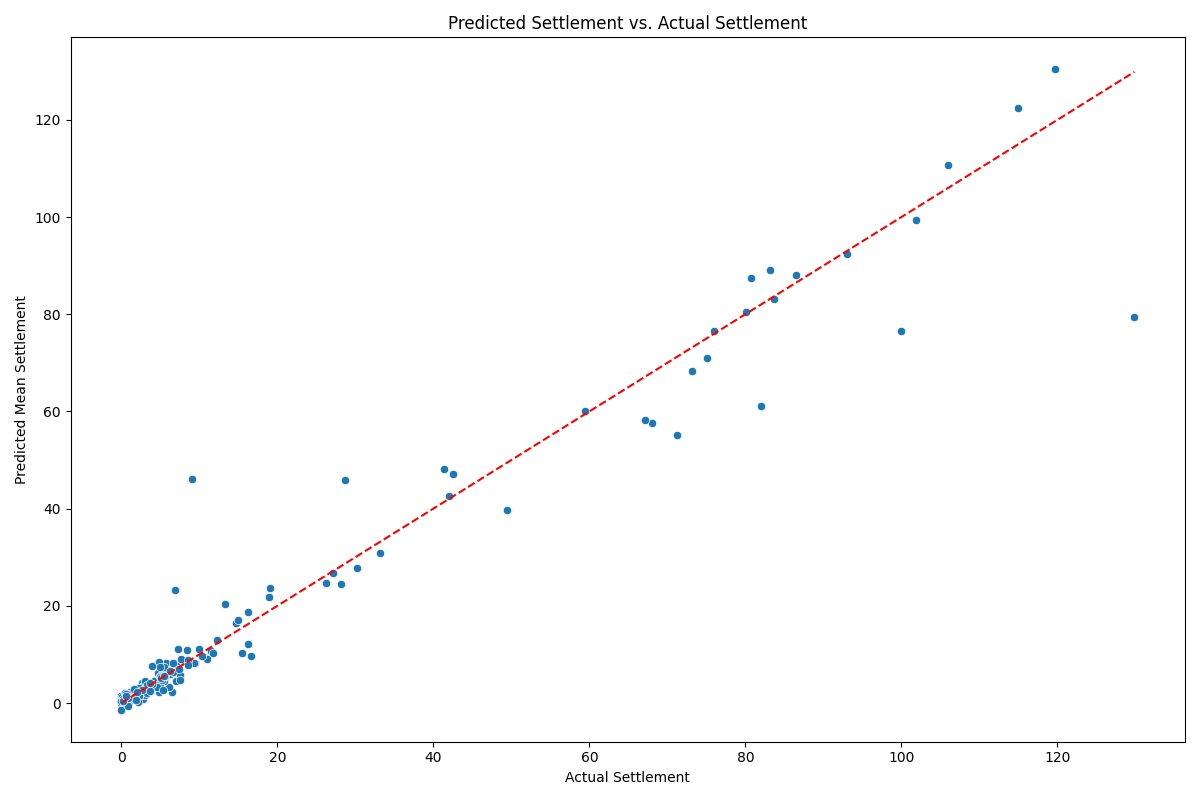 Predicted Settlement vs. Actual Settlement
120
100
80
60
40
20
0
Predicted Mean Settlement
0 20 40 60 80 100 120
Actual Settlement